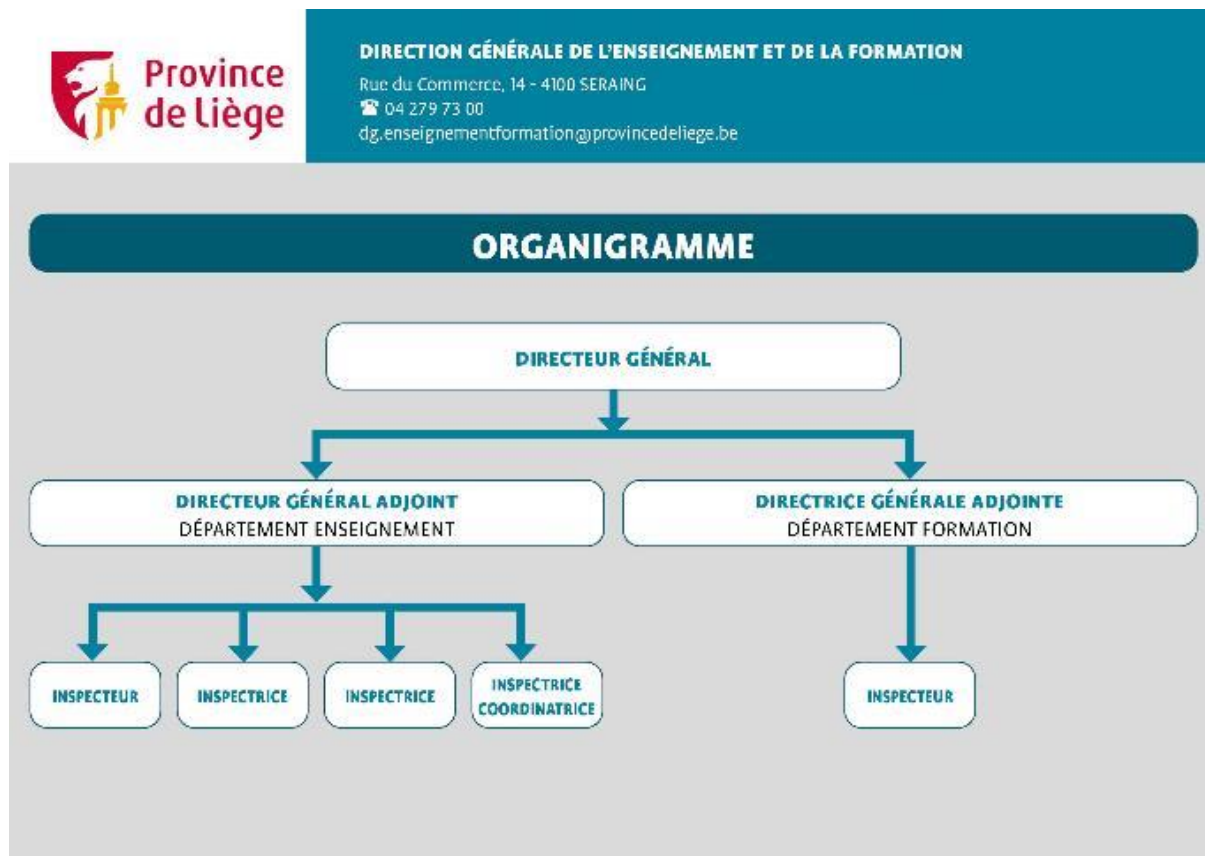 Province
de Liège
DIRECTION GÉNÉRALE DE L'ENSEIGNEMENT ET DE LA FORMATION
Rue du Commerce, 14 - 4100 SERAING
☎ 04 279 73 00
dg.enseignementformation@provincedeliege.be
ORGANIGRAMME
DIRECTEUR GÉNÉRAL
DIRECTEUR GÉNÉRAL ADJOINT
DÉPARTEMENT ENSEIGNEMENT
DIRECTRICE GÉNÉRALE ADJOINTE
DÉPARTEMENT FORMATION
INSPECTEUR
INSPECTRICE
INSPECTRICE
INSPECTRICE
COORDINATRICE
INSPECTEUR